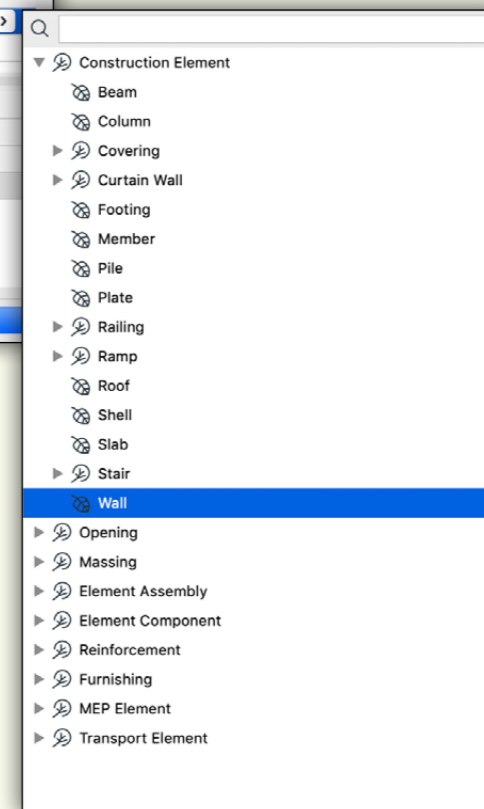 Construction Element
Beam
Column
Covering
Curtain Wall
Footing
Member
Pile
Plate
Railing
Ramp
Roof
Shell
Slab
Stair
Wall
Opening
Massing
Element Assembly
Element Component
Reinforcement
Furnishing
MEP Element
Transport Element